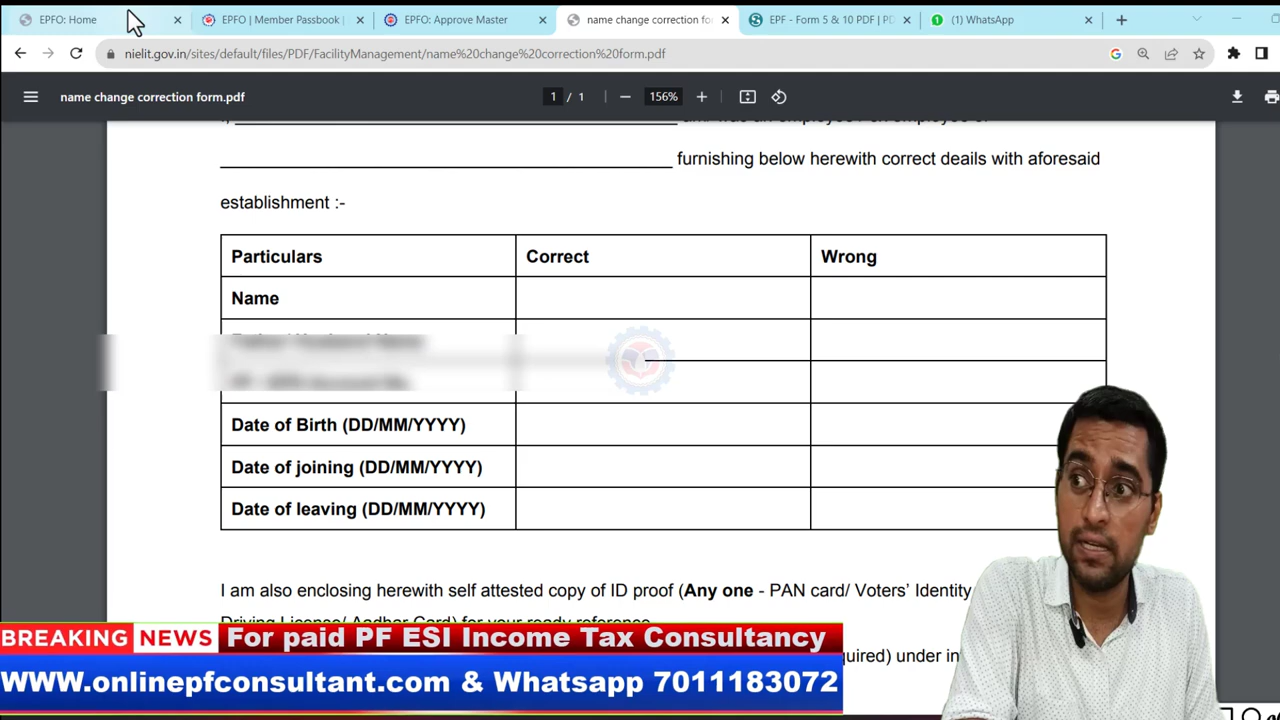 EPFO: Home
EPFO | Member Passbook |
EPFO: Approve Master
name change correction fo
EPF - Form 5 & 10 PDF | PD
(1) WhatsApp
nielit.gov.in/sites/default/files/PDF/FacilityManagement/name%20change%20correction%20form.pdf
name change correction form.pdf
1 / 1
156%
furnishing below herewith correct deails with aforesaid
establishment :-
Particulars Correct Wrong
Name
Date of Birth (DD/MM/YYYY)
Date of joining (DD/MM/YYYY)
Date of leaving (DD/MM/YYYY)
I am also enclosing herewith self attested copy of ID proof (Any one - PAN card/ Voters' Identity
quired) under in
BREAKING NEWS For paid PF ESI Income Tax Consultancy
WWW.onlinepfconsultant.com & Whatsapp 7011183072